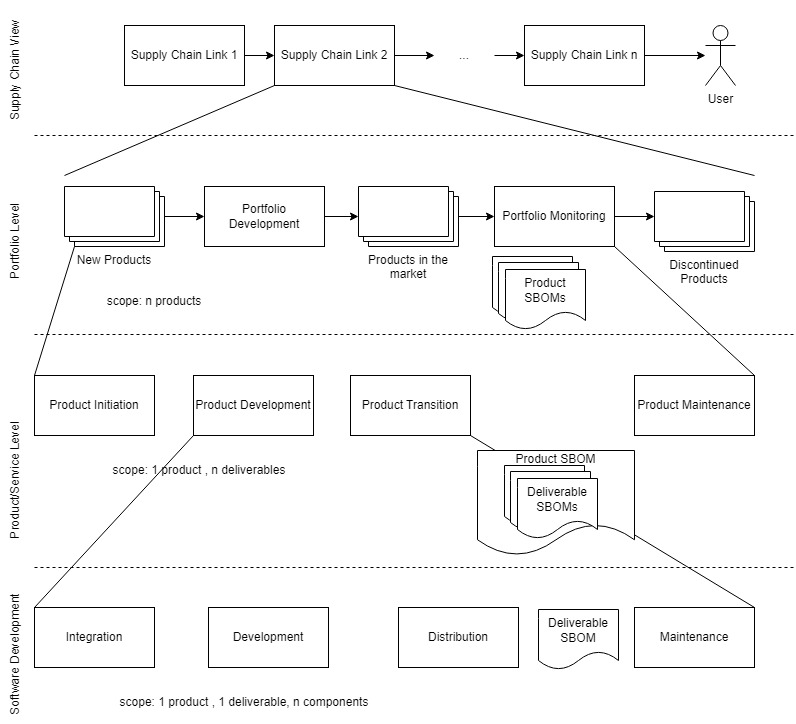 Supply Chain View
Supply Chain Link 1
Supply Chain Link 2
...
Supply Chain Link n
User
Portfolio Level
New Products
Portfolio
Development
Products in the
market
Portfolio Monitoring
Product
SBOMs
Discontinued
Products
scope: n products
Product/Service Level
Product Initiation
Product Development
Product Transition
Product Maintenance
scope: 1 product , n deliverables
Product SBOM
Deliverable
SBOMs
Software Development
Integration
Development
Distribution
Deliverable
SBOM
Maintenance
scope: 1 product , 1 deliverable, n components